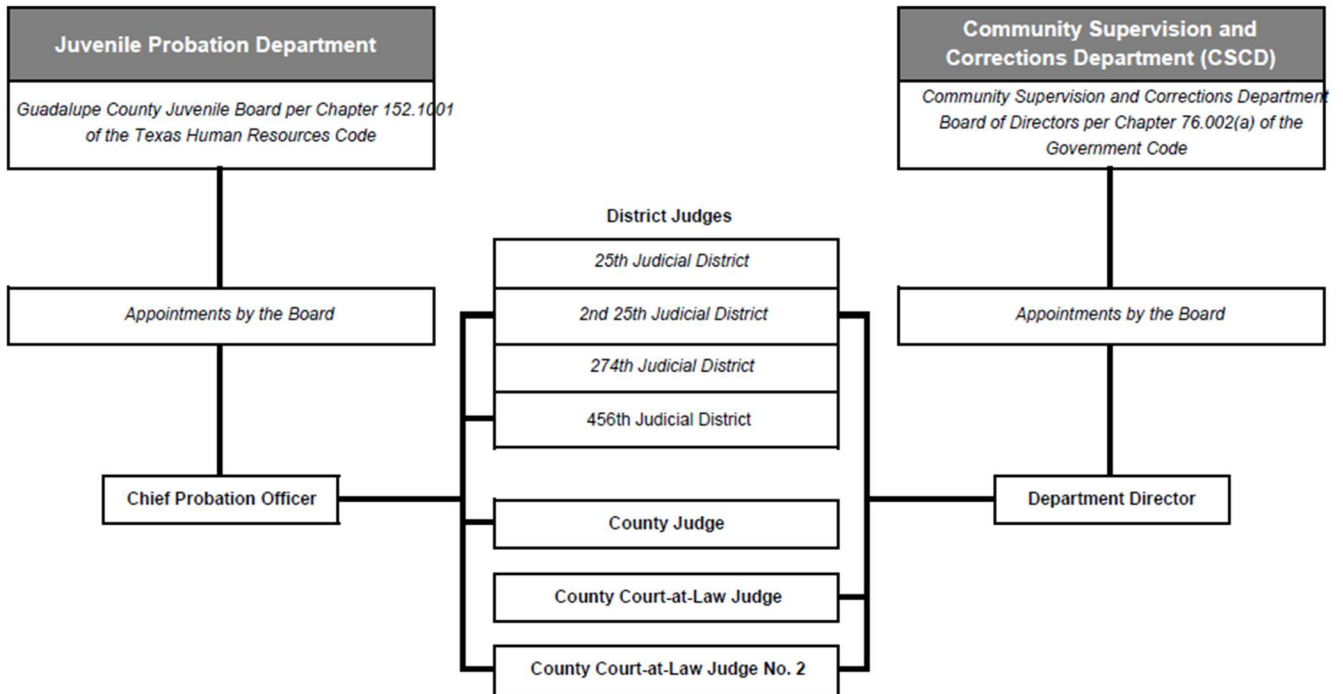 Juvenile Probation Department
Guadalupe County Juvenile Board per Chapter 152.1001
of the Texas Human Resources Code
Community Supervision and
Corrections Department (CSCD)
Community Supervision and Corrections Department
Board of Directors per Chapter 76.002(a) of the
Government Code
District Judges
25th Judicial District
Appointments by the Board
2nd 25th Judicial District
Appointments by the Board
274th Judicial District
456th Judicial District
Chief Probation Officer
Department Director
County Judge
County Court-at-Law Judge
County Court-at-Law Judge No. 2